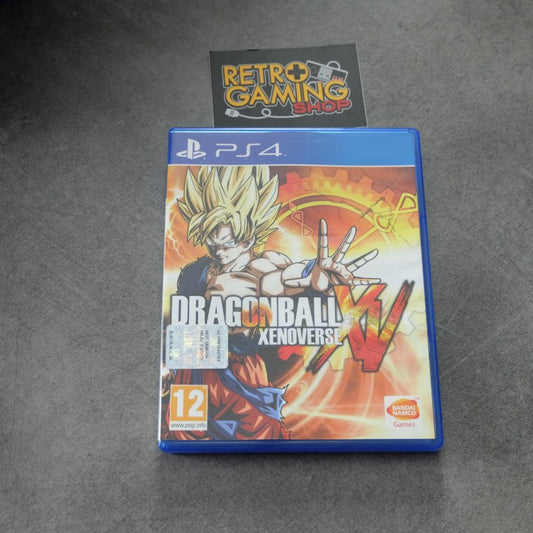 RETRO
GAMING
SHOP
PS4
DRAGONBALL
XENOVERSE
XV
12
www.pegi.info
BANDAI
NAMCO
Games